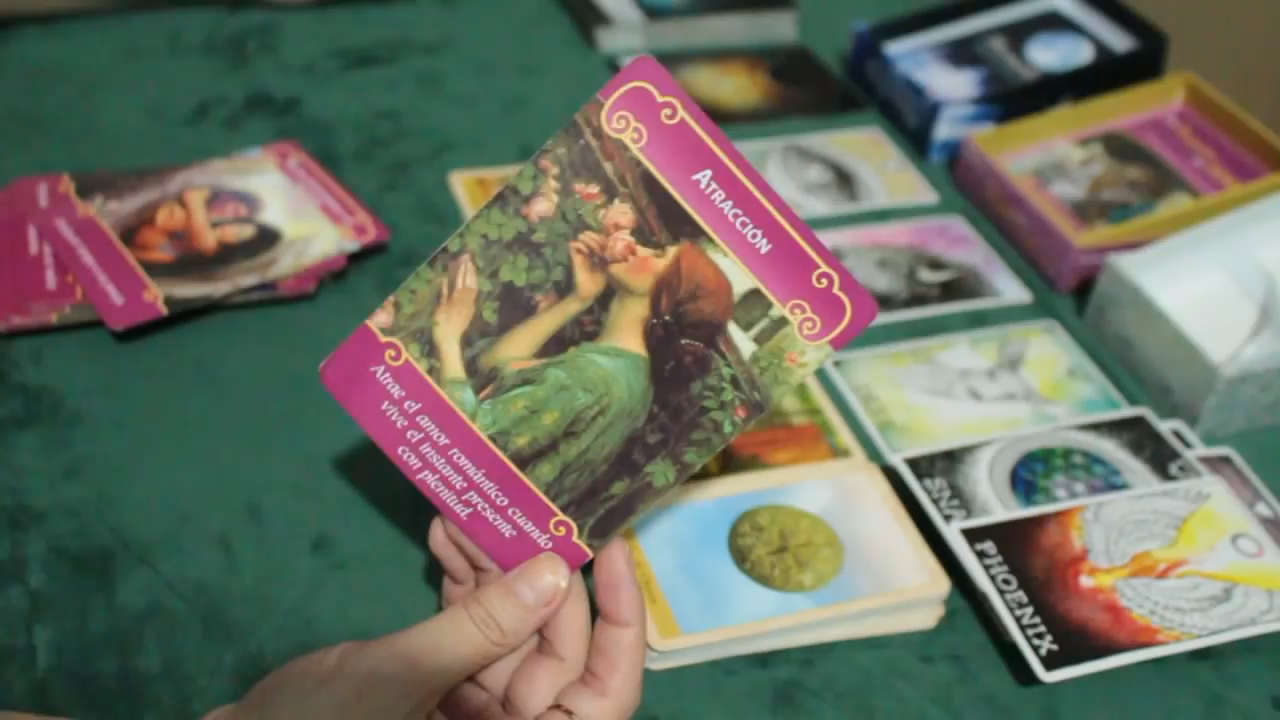 ATRACCIÓN
Atrae el amor romántico cuando
vive el instante presente
con plenitud.
SNA
PHOENIX